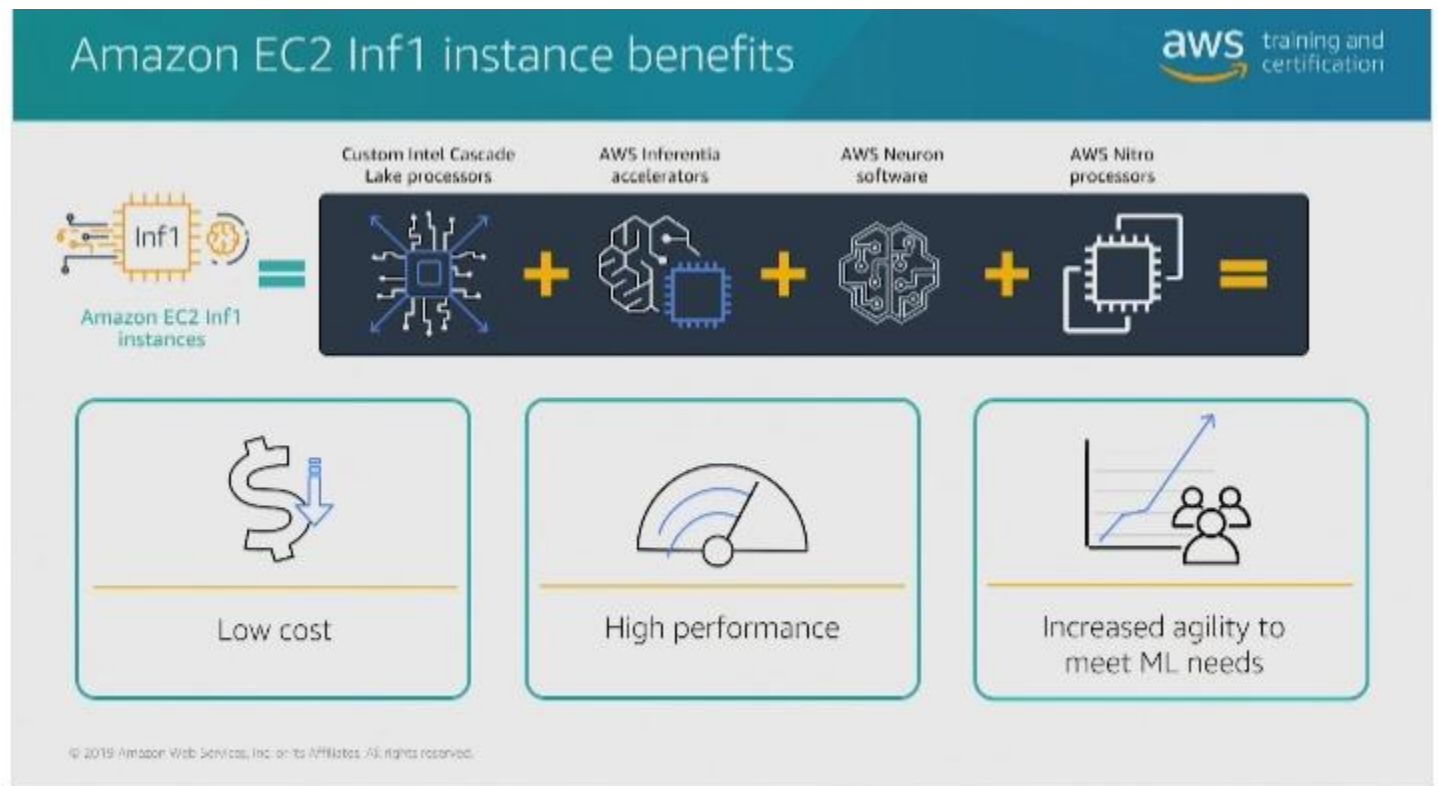 Amazon EC2 Inf1 instance benefits
aws training and
certification
Custom Intel Cascade
Lake processors
AWS Inferentia
accelerators
AWS Neuron
software
AWS Nitro
processors
Inf1
Amazon EC2 Inf1
instances
=
+
+
+
=
Low cost
High performance
Increased agility to
meet ML needs
© 2019 Amazon Web Services, Inc. or its Affiliates. All rights reserved.